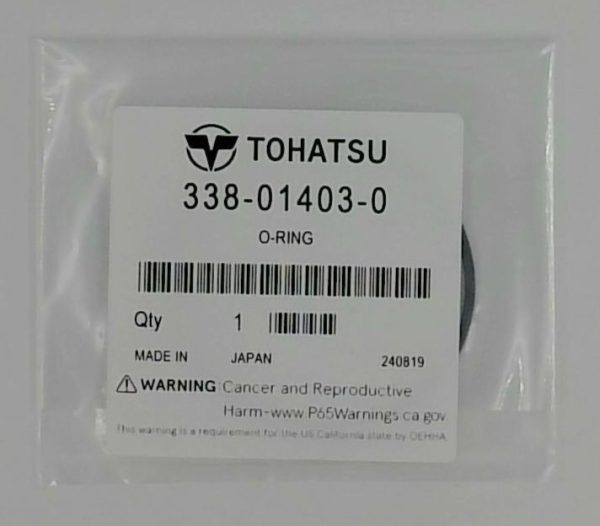 TOHATSU
338-01403-0
O-RING
Qty 1
MADE IN JAPAN 240819
WARNING Cancer and Reproductive
Harm-www.P65Warnings.ca.gov
This warning is a requirement for the US California state by OEHHA